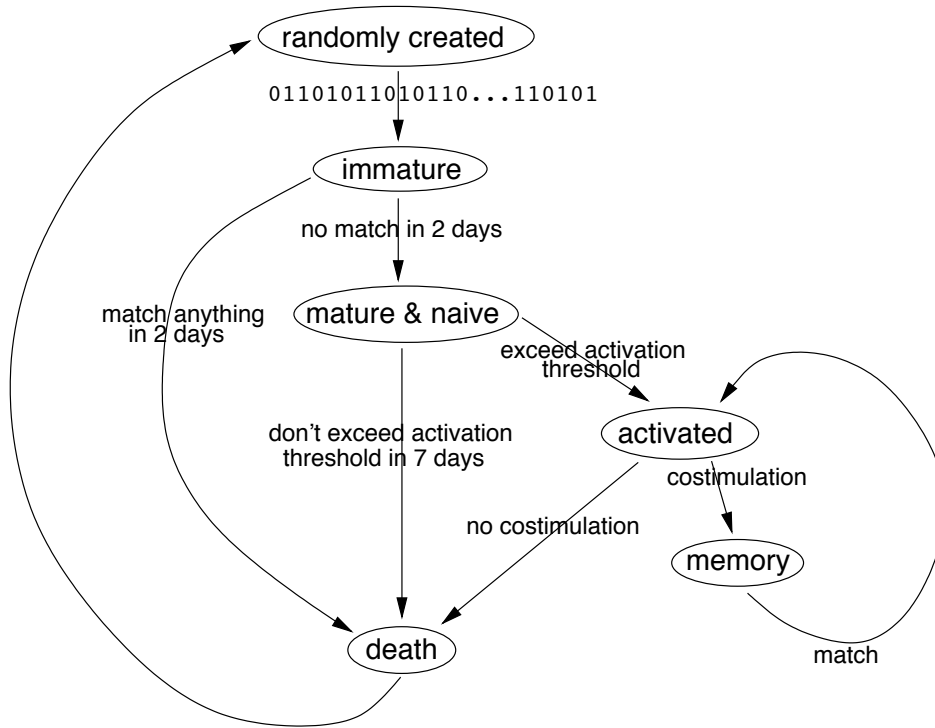 randomly created
01101011010110...110101
immature
no match in 2 days
match anything
in 2 days
mature & naive
exceed activation
threshold
don't exceed activation
threshold in 7 days
activated
costimulation
no costimulation
memory
death
match